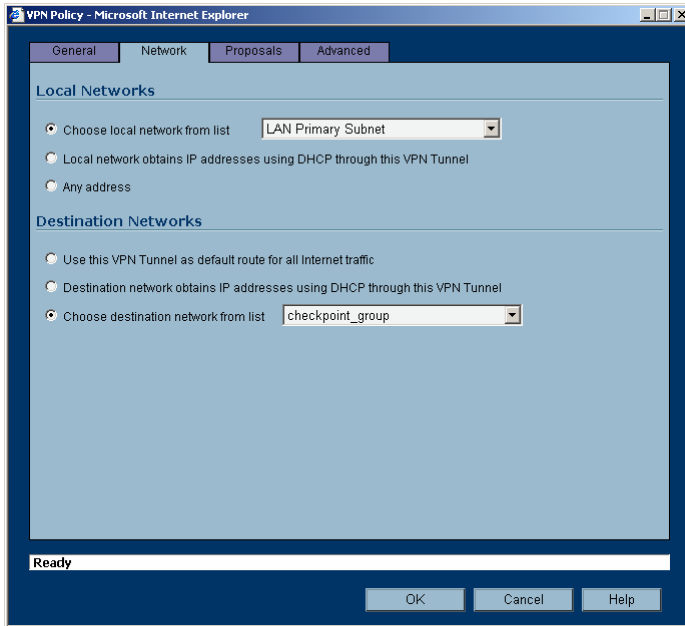 VPN Policy - Microsoft Internet Explorer
General Network Proposals Advanced
Local Networks
Choose local network from list LAN Primary Subnet
Local network obtains IP addresses using DHCP through this VPN Tunnel
Any address
Destination Networks
Use this VPN Tunnel as default route for all Internet traffic
Destination network obtains IP addresses using DHCP through this VPN Tunnel
Choose destination network from list checkpoint_group
Ready
OK Cancel Help